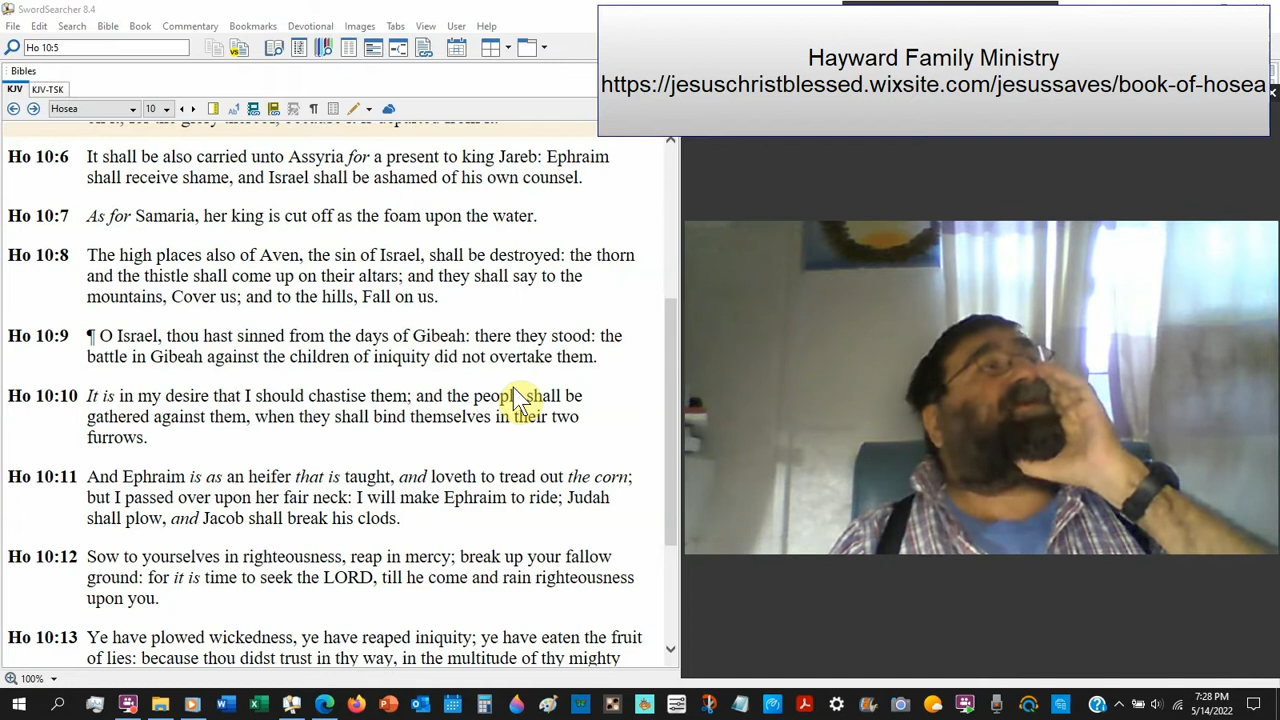 SwordSearcher 8.4
File Edit Search Bible Book Commentary Bookmarks Devotional Images Tabs View User Help
Ho 10:5
Hayward Family Ministry
https://jesuschristblessed.wixsite.com/jesussaves/book-of-hosea
Bibles
KJV KJV-TSK
Hosea 10
Ho 10:6 It shall be also carried unto Assyria for a present to king Jareb: Ephraim
shall receive shame, and Israel shall be ashamed of his own counsel.
Ho 10:7 As for Samaria, her king is cut off as the foam upon the water.
Ho 10:8 The high places also of Aven, the sin of Israel, shall be destroyed: the thorn
and the thistle shall come up on their altars; and they shall say to the
mountains, Cover us; and to the hills, Fall on us.
Ho 10:9 ¶ O Israel, thou hast sinned from the days of Gibeah: there they stood: the
battle in Gibeah against the children of iniquity did not overtake them.
Ho 10:10 It is in my desire that I should chastise them; and the people shall be
gathered against them, when they shall bind themselves in their two
furrows.
Ho 10:11 And Ephraim is as an heifer that is taught, and loveth to tread out the corn;
but I passed over upon her fair neck: I will make Ephraim to ride; Judah
shall plow, and Jacob shall break his clods.
Ho 10:12 Sow to yourselves in righteousness, reap in mercy; break up your fallow
ground: for it is time to seek the LORD, till he come and rain righteousness
upon you.
Ho 10:13 Ye have plowed wickedness, ye have reaped iniquity; ye have eaten the fruit
of lies: because thou didst trust in thy way, in the multitude of thy mighty
100%
7:28 PM
5/14/2022